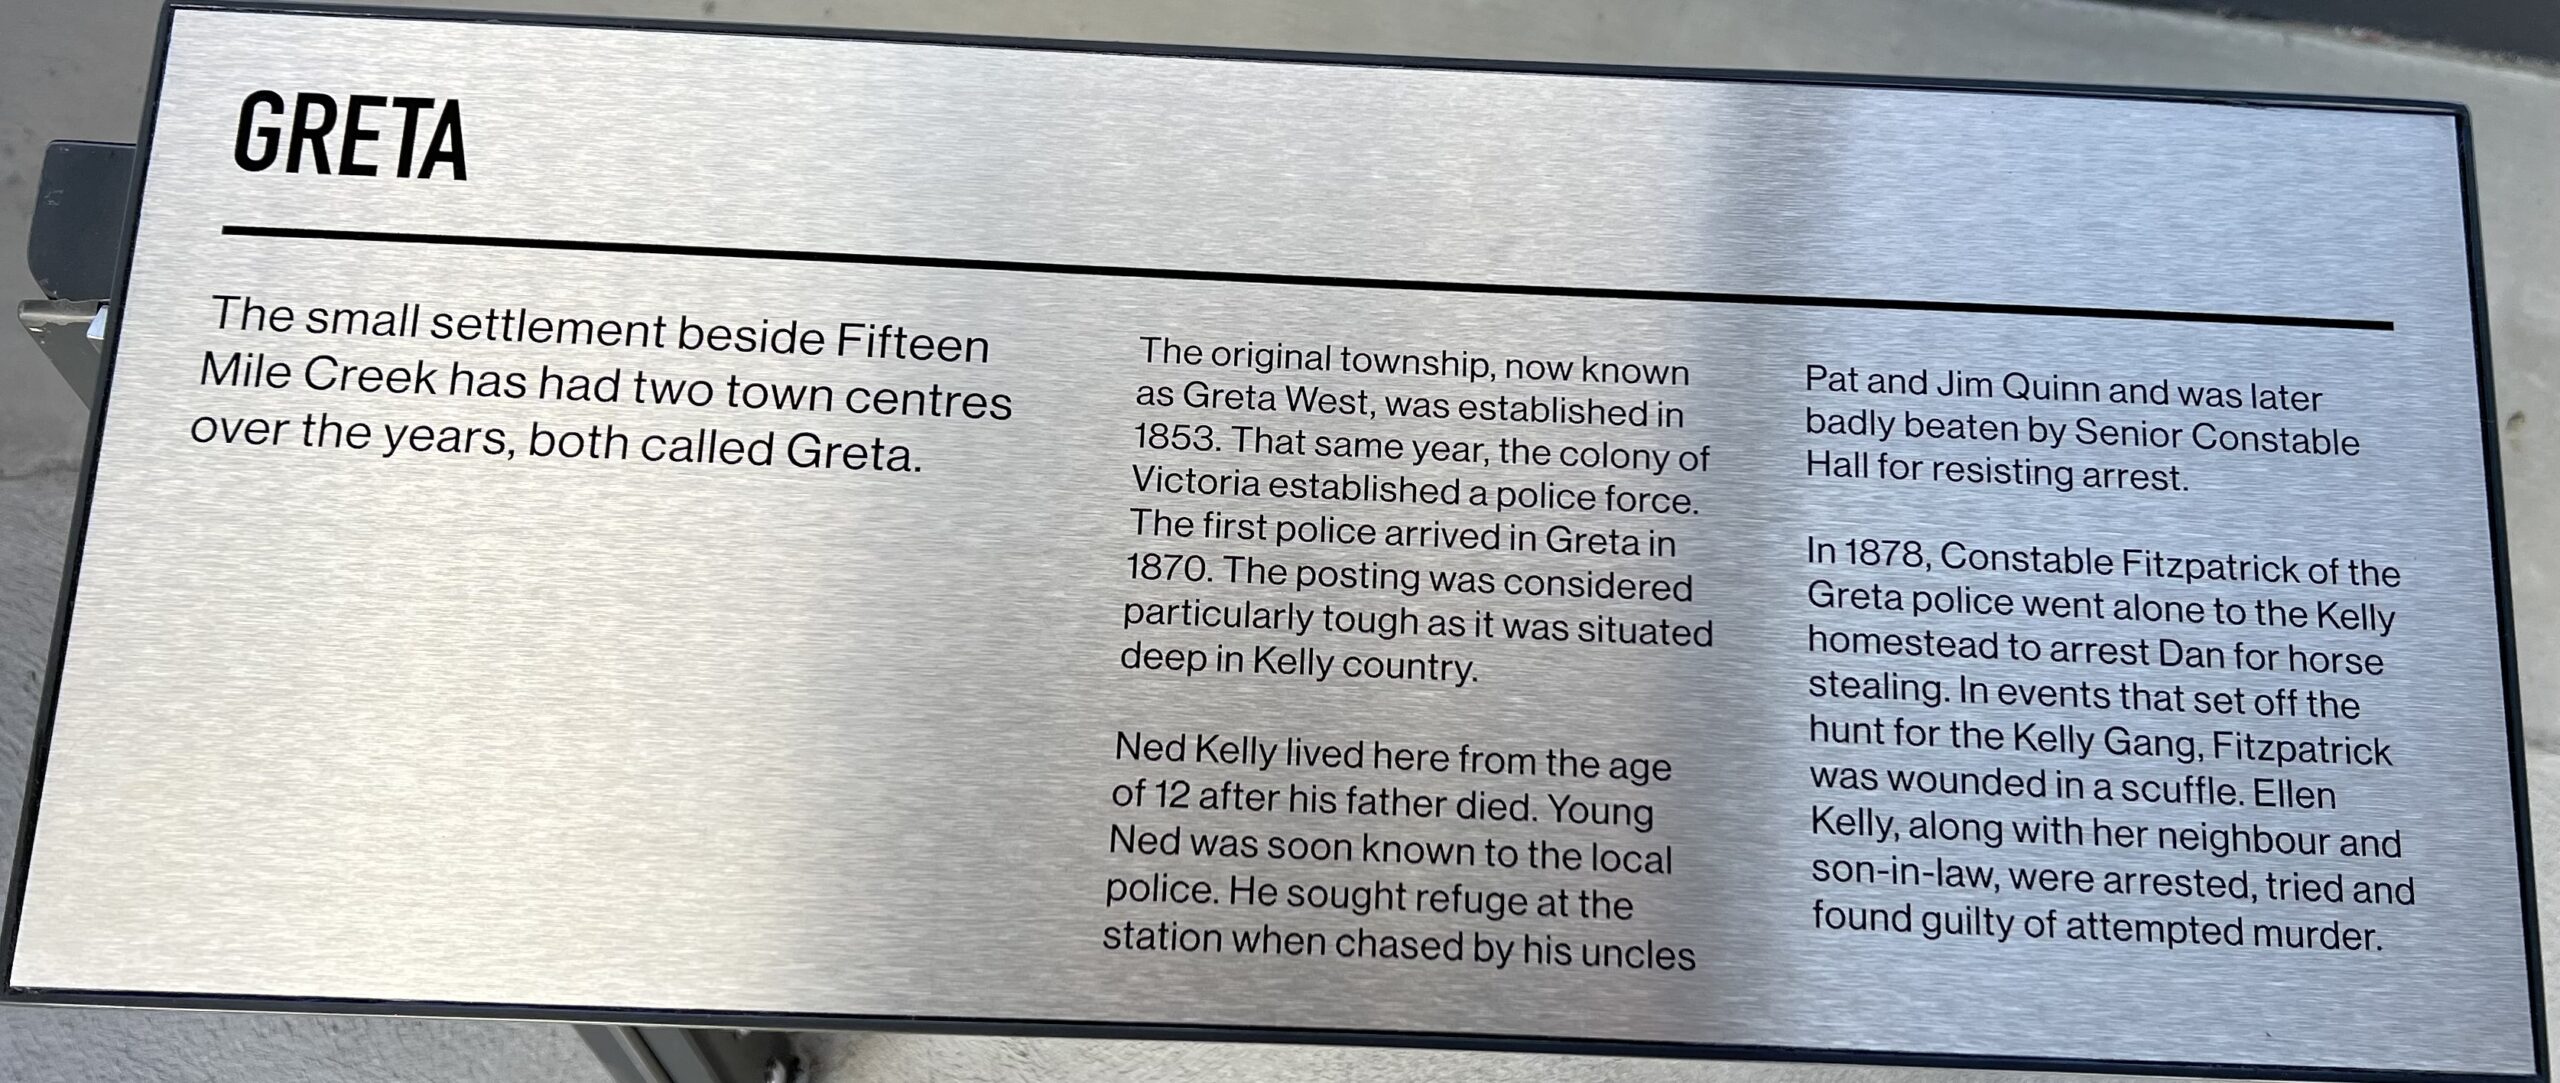 GRETA
The small settlement beside Fifteen
Mile Creek has had two town centres
over the years, both called Greta.
The original township, now known
as Greta West, was established in
1853. That same year, the colony of
Victoria established a police force.
The first police arrived in Greta in
1870. The posting was considered
particularly tough as it was situated
deep in Kelly country.
Ned Kelly lived here from the age
of 12 after his father died. Young
Ned was soon known to the local
police. He sought refuge at the
station when chased by his uncles
Pat and Jim Quinn and was later
badly beaten by Senior Constable
Hall for resisting arrest.
In 1878, Constable Fitzpatrick of the
Greta police went alone to the Kelly
homestead to arrest Dan for horse
stealing. In events that set off the
hunt for the Kelly Gang, Fitzpatrick
was wounded in a scuffle. Ellen
Kelly, along with her neighbour and
son-in-law, were arrested, tried and
found guilty of attempted murder.